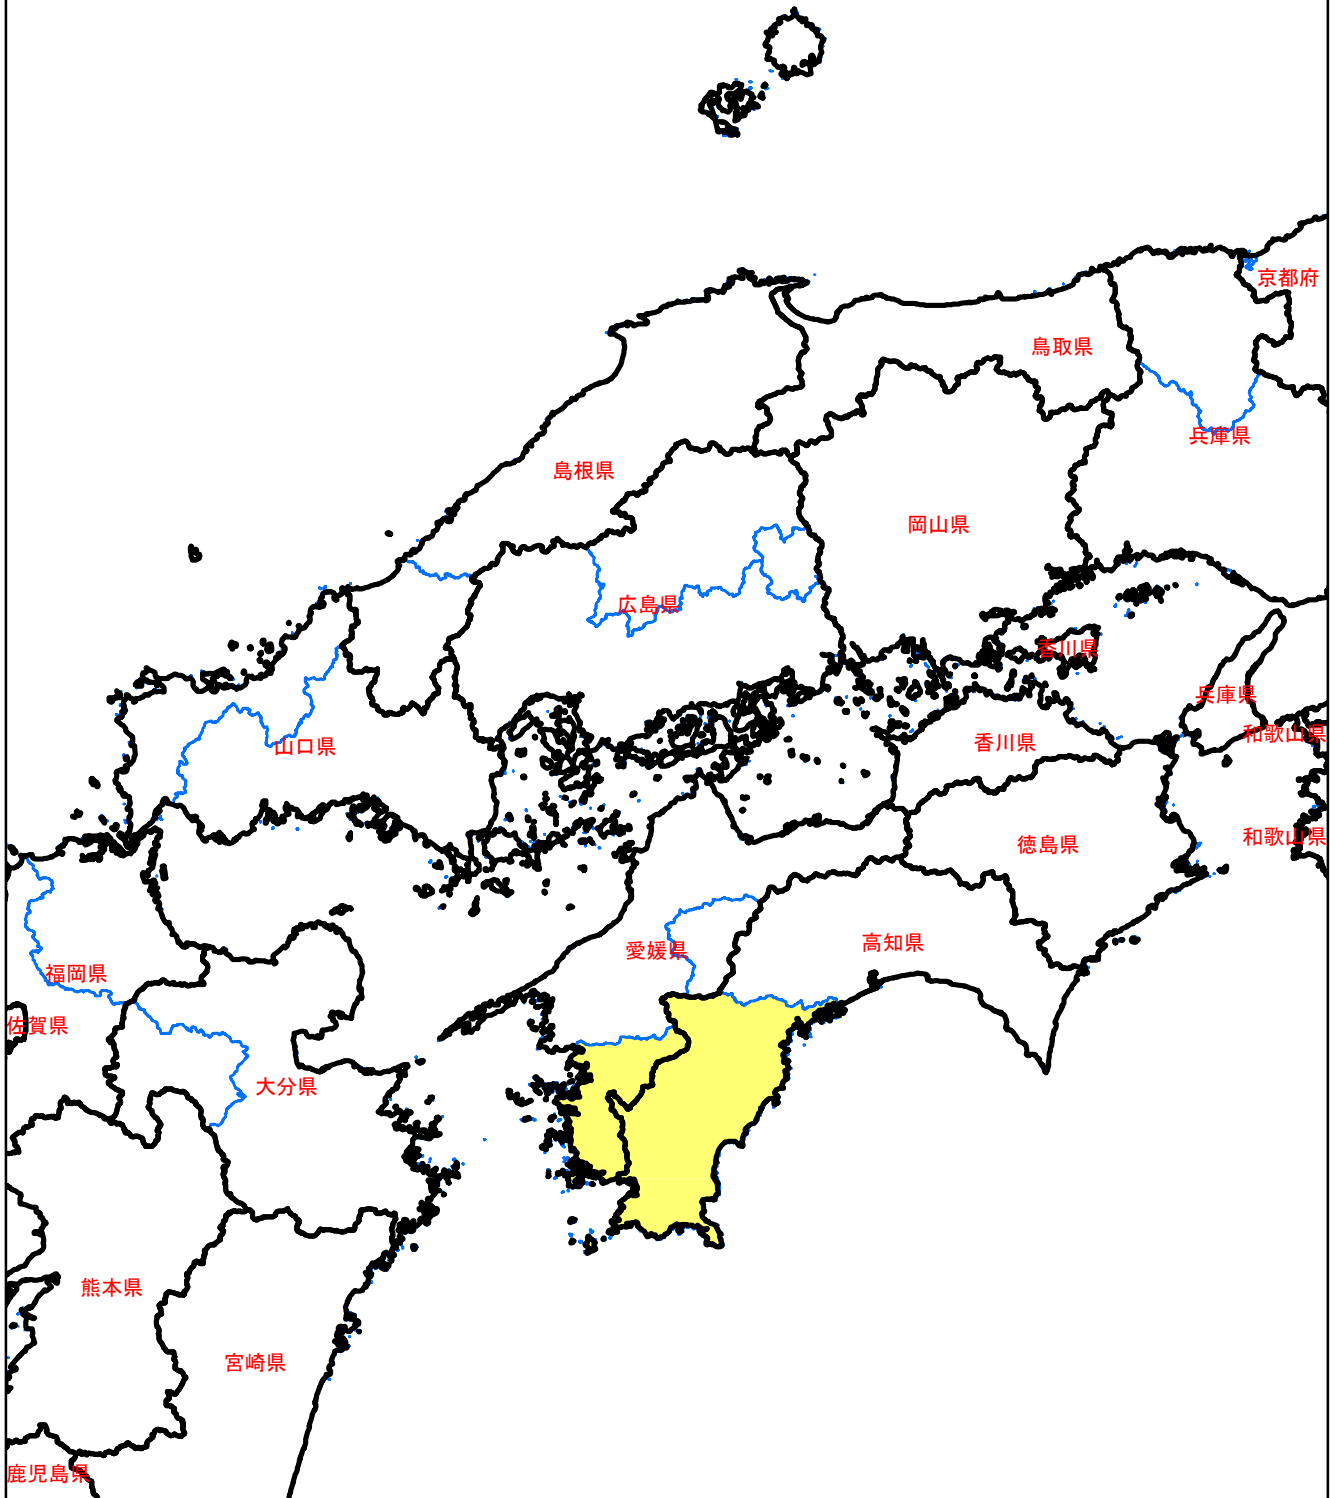 京都府
鳥取県
兵庫県
島根県
岡山県
広島県
香川県
兵庫県
和歌山県
香川県
山口県
和歌山県
徳島県
高知県
愛媛県
福岡県
佐賀県
大分県
熊本県
宮崎県
鹿児島県